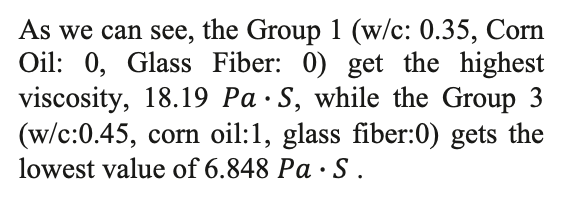 As we can see, the Group 1 (w/c: 0.35, Corn
Oil: 0, Glass Fiber: 0) get the highest
viscosity, 18.19 Pa · S, while the Group 3
(w/c:0.45, corn oil:1, glass fiber:0) gets the
lowest value of 6.848 Pa · S .